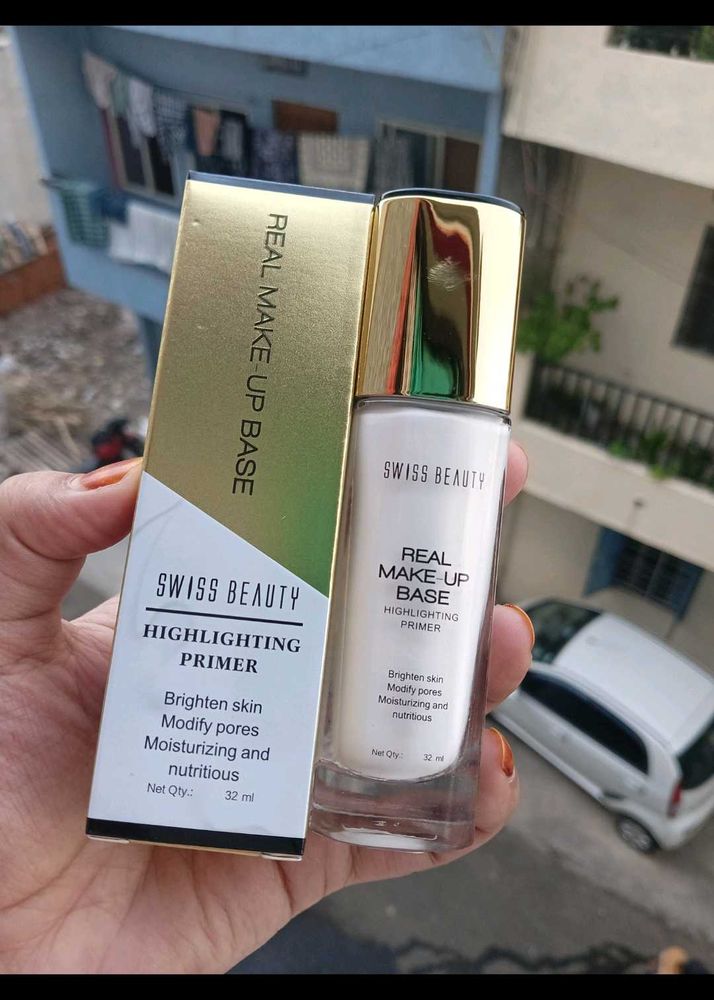 REAL MAKE-UP BASE
SWISS BEAUTY
HIGHLIGHTING
PRIMER
Brighten skin
Modify pores
Moisturizing and
nutritious
Net Qty.: 32 ml
SWISS BEAUTY
REAL
MAKE-UP
BASE
HIGHLIGHTING
PRIMER
Brighten skin
Modify pores
Moisturizing and
nutritious
Net Qty.: 32 ml